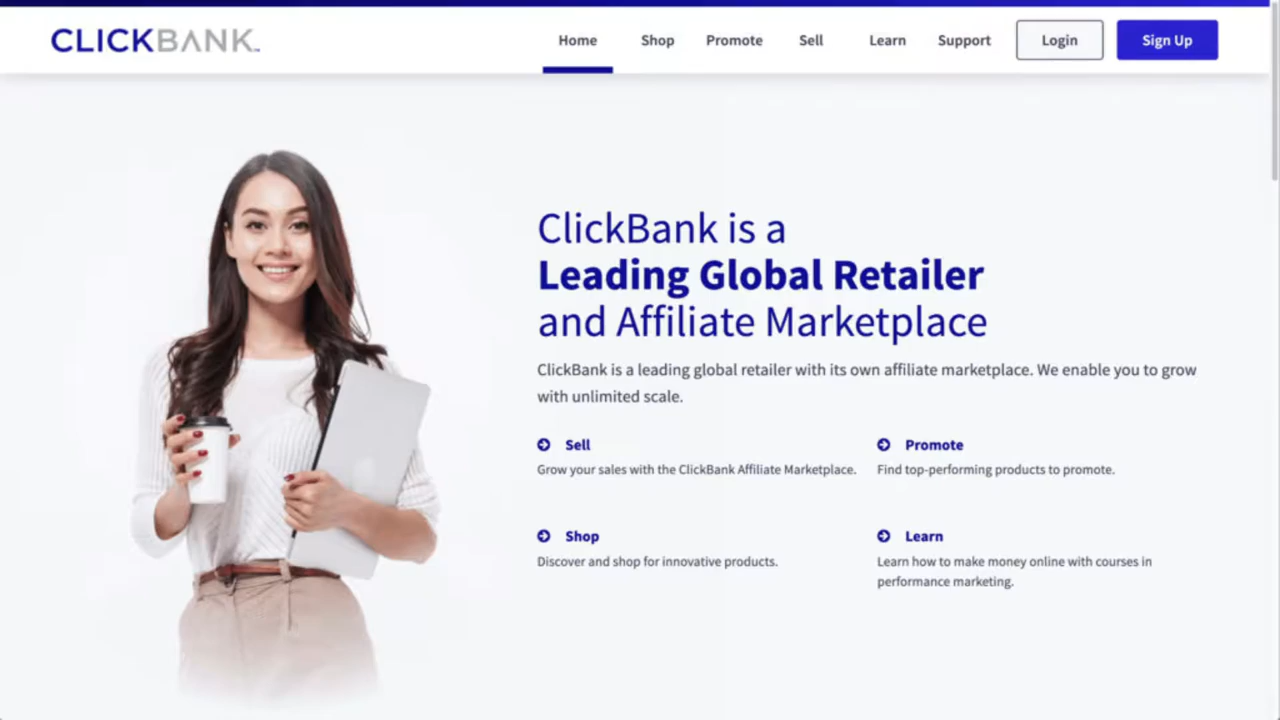 CLICKBANK™
Home
Shop
Promote
Sell
Learn
Support
Login
Sign Up
ClickBank is a
Leading Global Retailer
and Affiliate Marketplace
ClickBank is a leading global retailer with its own affiliate marketplace. We enable you to grow
with unlimited scale.
Sell
Grow your sales with the ClickBank Affiliate Marketplace.
Promote
Find top-performing products to promote.
Shop
Discover and shop for innovative products.
Learn
Learn how to make money online with courses in
performance marketing.